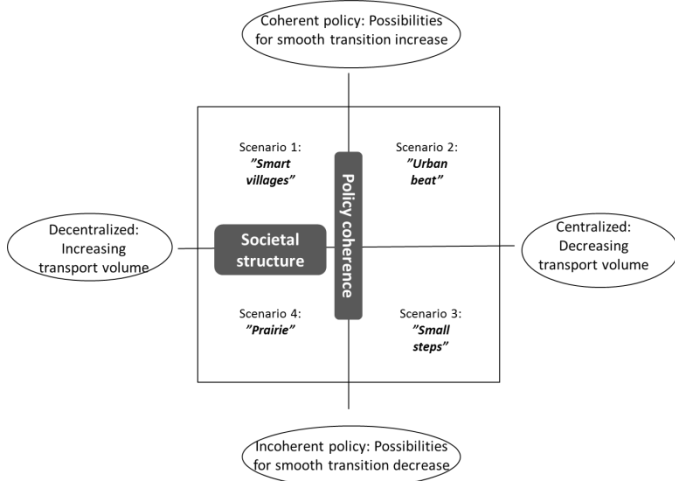 Coherent policy: Possibilities
for smooth transition increase
Scenario 1:
”Smart
villages”
Scenario 2:
”Urban
beat”
Policy coherence
Decentralized:
Increasing
transport volume
Societal
structure
Centralized:
Decreasing
transport volume
Scenario 4:
”Prairie”
Scenario 3:
”Small
steps”
Incoherent policy: Possibilities
for smooth transition decrease